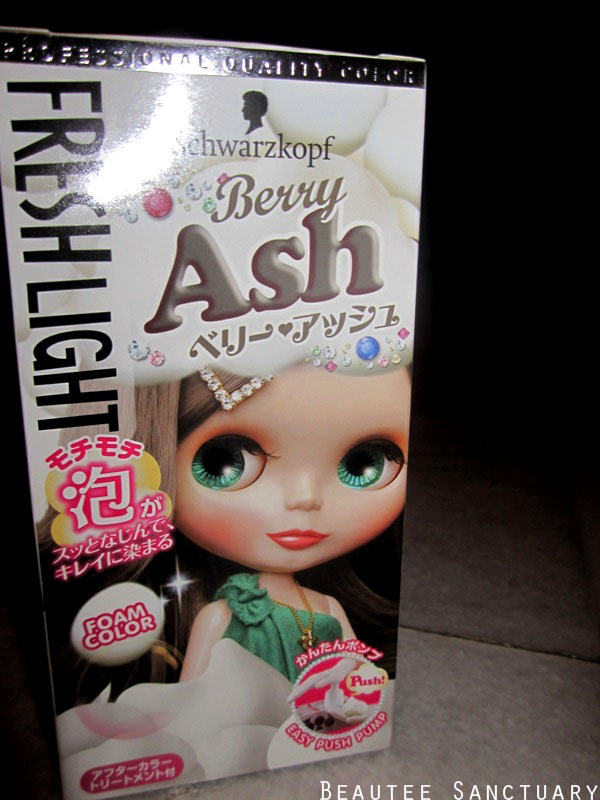 PROFESSIONAL QUALITY COLOR
FRESHLIGHT
Schwarzkopf
Berry
Ash
ベリー♥アッシュ
モチモチ
泡が
スッとなじんで、
キレイに染まる
FOAM
COLOR
かんたんポンプ
Push!
EASY PUSH PUMP
アフターカラー
トリートメント付
BEAUTEE SANCTUARY